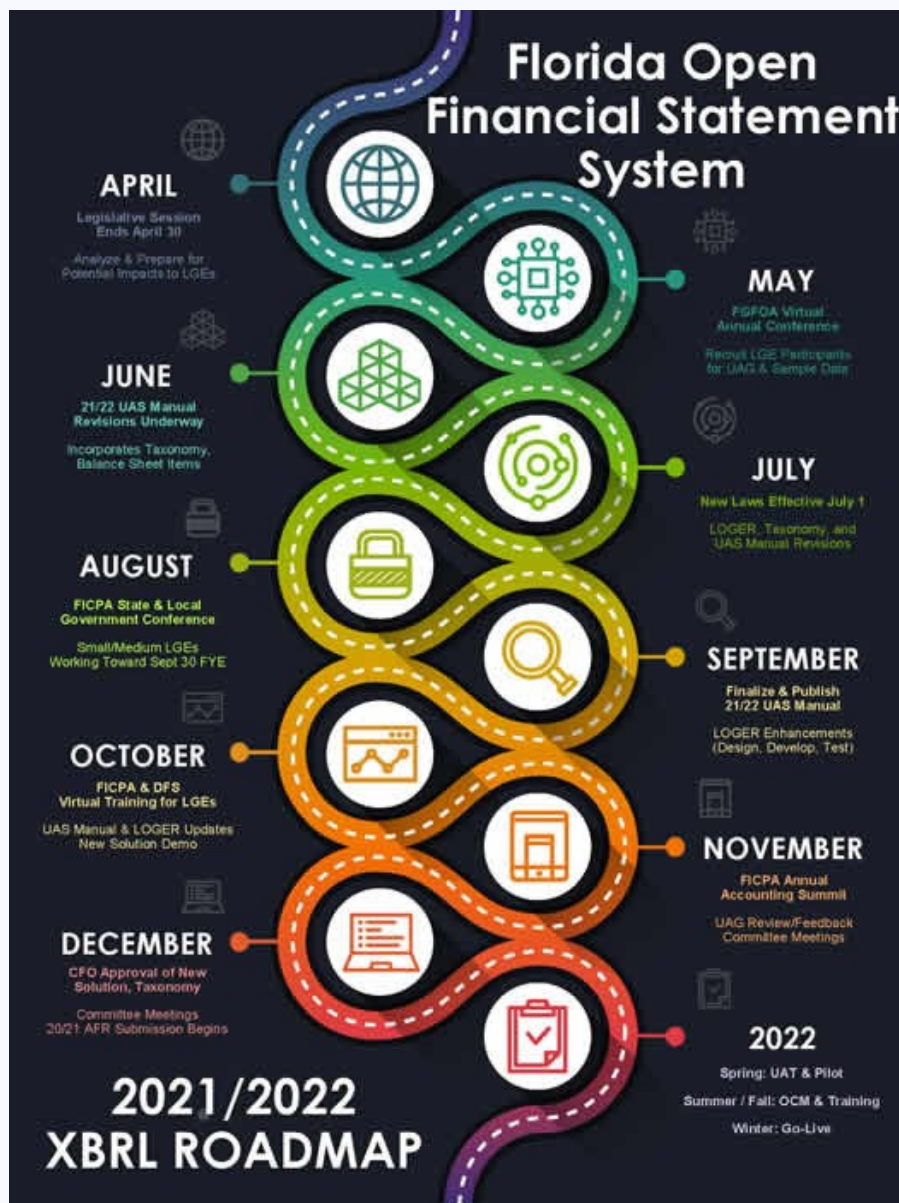 Florida Open
Financial Statement
System
APRIL
Legislative Session
Ends April 30
Analyze & Prepare for
Potential Impacts to LGEs
MAY
FGFOA Virtual
Annual Conference
Recruit LGE Participants
for UAG & Sample Data
JUNE
21/22 UAS Manual
Revisions Underway
Incorporates Taxonomy,
Balance Sheet Items
JULY
New Laws Effective July 1
LOGER, Taxonomy, and
UAS Manual Revisions
AUGUST
FICPA State & Local
Government Conference
Small/Medium LGEs
Working Toward Sept 30 FYE
SEPTEMBER
Finalize & Publish
21/22 UAS Manual
LOGER Enhancements
(Design, Develop, Test)
OCTOBER
FICPA & DFS
Virtual Training for LGEs
UAS Manual & LOGER Updates
New Solution Demo
NOVEMBER
FICPA Annual
Accounting Summit
UAG Review/Feedback
Committee Meetings
DECEMBER
CFO Approval of New
Solution, Taxonomy
Committee Meetings
20/21 AFR Submission Begins
2022
Spring: UAT & Pilot
Summer / Fall: OCM & Training
Winter: Go-Live
2021/2022
XBRL ROADMAP